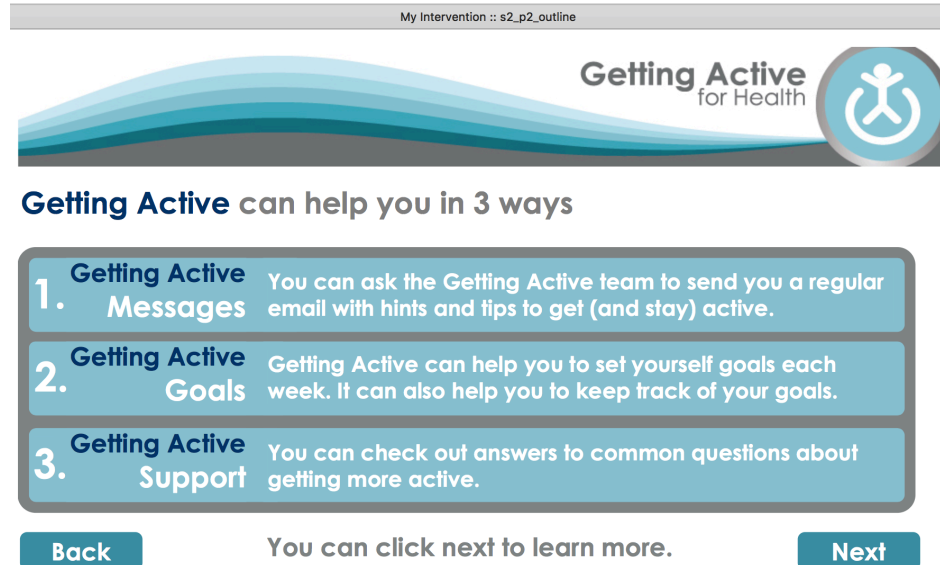 My Intervention :: s2_p2_outline
Getting Active
for Health
Getting Active can help you in 3 ways
1. Getting Active
Messages
You can ask the Getting Active team to send you a regular
email with hints and tips to get (and stay) active.
2. Getting Active
Goals
Getting Active can help you to set yourself goals each
week. It can also help you to keep track of your goals.
3. Getting Active
Support
You can check out answers to common questions about
getting more active.
Back
You can click next to learn more.
Next